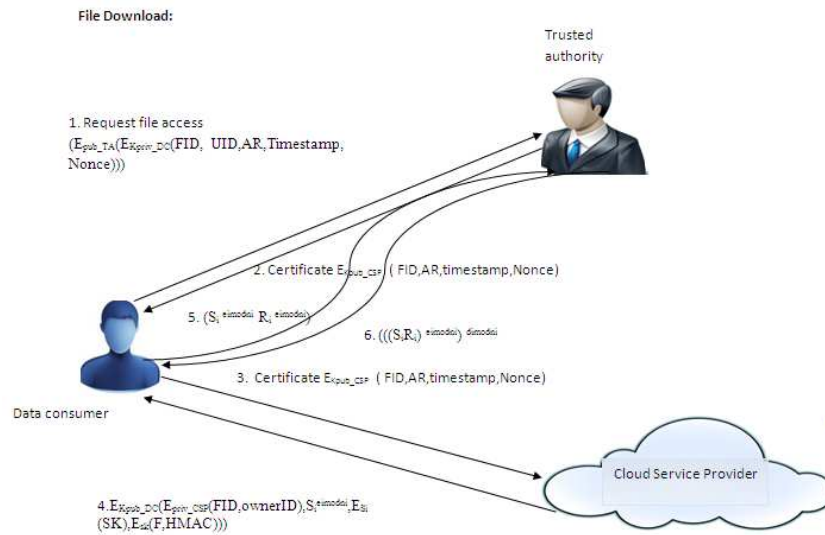 File Download:
Trusted
authority
1. Request file access
(Epub_TA(EKpriv_DC(FID, UID,AR,Timestamp,
Nonce)))
2. Certificate EKpub_CSP ( FID,AR,timestamp,Nonce)
5. (Si eimodni Ri eimodni)
6. (((SiRi) eimodni) dimodni
3. Certificate EKpub_CSP ( FID,AR,timestamp,Nonce)
Data consumer
Cloud Service Provider
4.EKpub_DC(Epriv_CSP(FID,ownerID),Si eimodni,ESi
(SK),Esk(F,HMAC)))